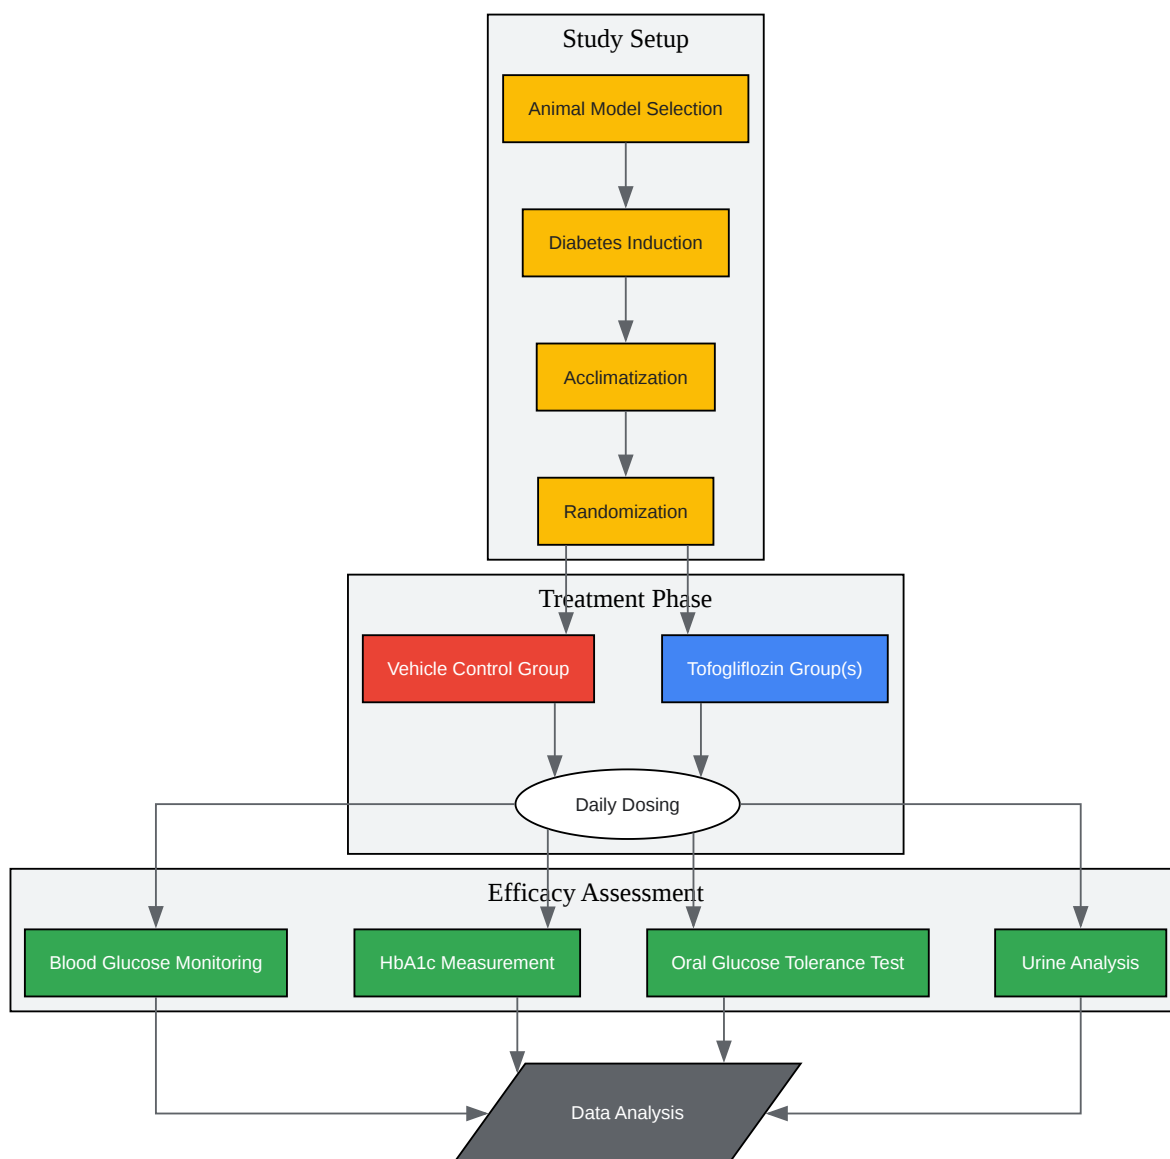 Study Setup
Animal Model Selection
Diabetes Induction
Acclimatization
Randomization
Treatment Phase
Vehicle Control Group
Tofogliflozin Group(s)
Daily Dosing
Efficacy Assessment
Blood Glucose Monitoring
HbA1c Measurement
Oral Glucose Tolerance Test
Urine Analysis
Data Analysis